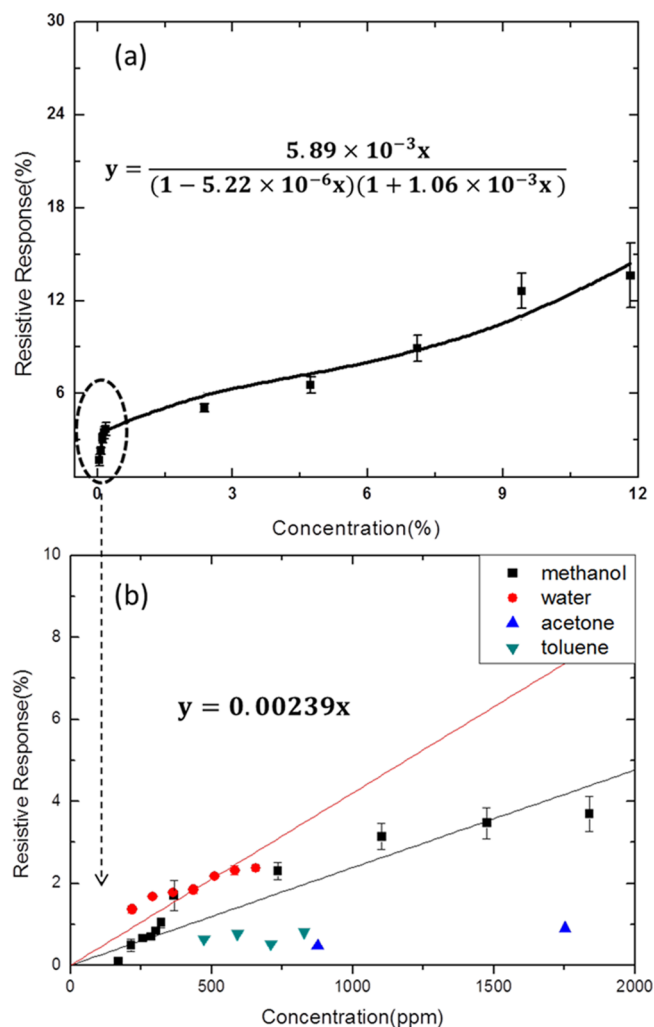 (a)
30
24
18
12
6
Resistive Response(%)
y = 5.89 × 10⁻³x / (1 − 5.22 × 10⁻⁶x)(1 + 1.06 × 10⁻³x )
0 3 6 9 12
Concentration(%)
(b)
10
8
6
4
2
0
Resistive Response(%)
methanol
water
acetone
toluene
y = 0.00239x
0 500 1000 1500 2000
Concentration(ppm)